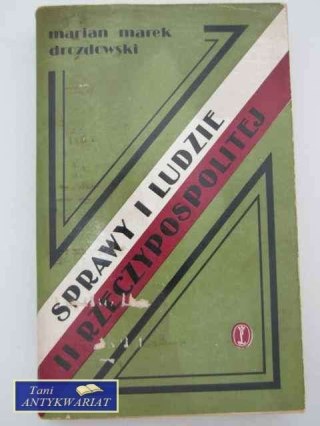 marian marek
drozdowski
SPRAWY I LUDZIE
II RZECZYPOSPOLITEJ
Tani
ANTYKWARIAT